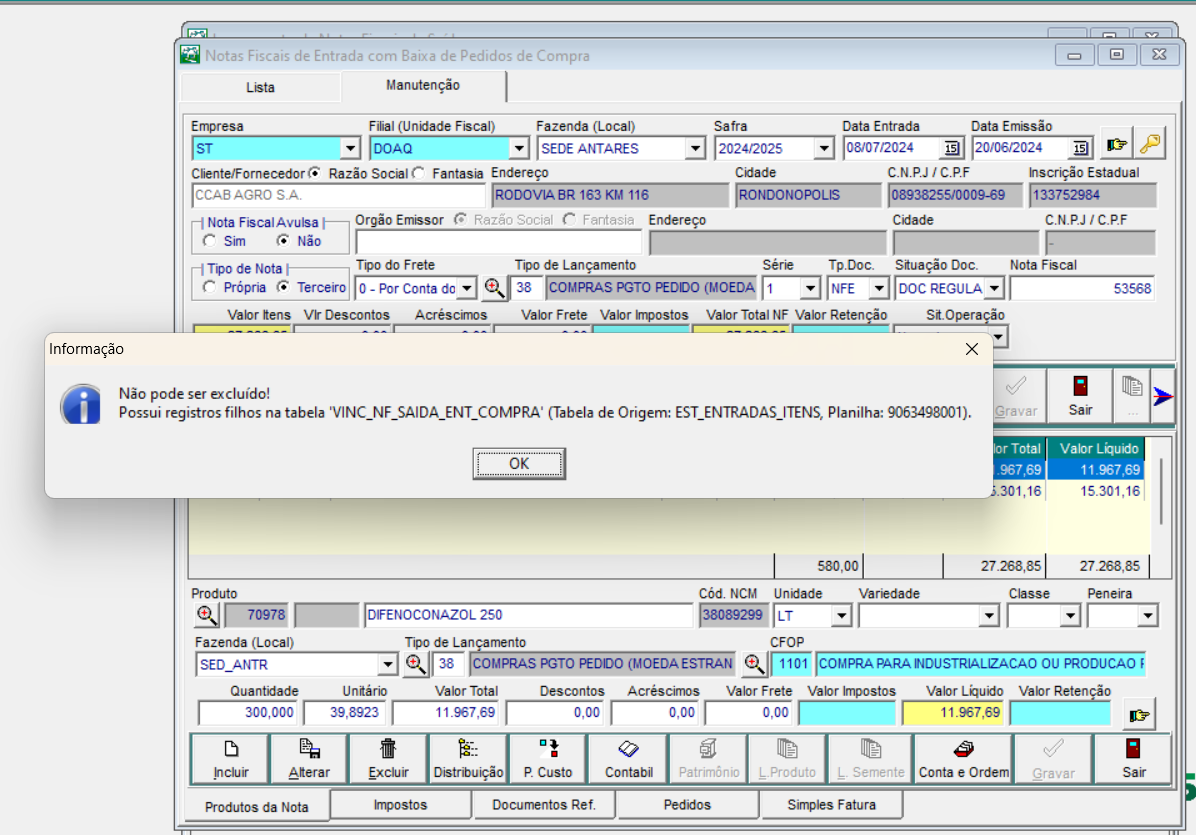 Notas Fiscais de Entrada com Baixa de Pedidos de Compra
Lista
Manutenção
Empresa Filial (Unidade Fiscal) Fazenda (Local) Safra Data Entrada Data Emissão
ST DOAQ SEDE ANTARES 2024/2025 08/07/2024 15 20/06/2024 15
Cliente/Fornecedor Razão Social Fantasia Endereço Cidade C.N.P.J / C.P.F Inscrição Estadual
CCAB AGRO S.A. RODOVIA BR 163 KM 116 RONDONOPOLIS 08938255/0009-69 133752984
| Nota Fiscal Avulsa | Orgão Emissor Razão Social Fantasia Endereço Cidade C.N.P.J / C.P.F
Sim Não -
| Tipo de Nota | Tipo do Frete Tipo de Lançamento Série Tp.Doc. Situação Doc. Nota Fiscal
Própria Terceiro 0 - Por Conta do 38 COMPRAS PGTO PEDIDO (MOEDA 1 NFE DOC REGULA 53568
Valor Itens Vlr Descontos Acréscimos Valor Frete Valor Impostos Valor Total NF Valor Retenção Sit.Operação
Informação
Não pode ser excluído!
Possui registros filhos na tabela 'VINC_NF_SAIDA_ENT_COMPRA' (Tabela de Origem: EST_ENTRADAS_ITENS, Planilha: 9063498001).
OK
Gravar Sair ...
lor Total Valor Líquido
.967,69 11.967,69
5.301,16 15.301,16
580,00 27.268,85 27.268,85
Produto Cód. NCM Unidade Variedade Classe Peneira
70978 DIFENOCONAZOL 250 38089299 LT
Fazenda (Local) Tipo de Lançamento CFOP
SED_ANTR 38 COMPRAS PGTO PEDIDO (MOEDA ESTRAN 1101 COMPRA PARA INDUSTRIALIZACAO OU PRODUCAO F
Quantidade Unitário Valor Total Descontos Acréscimos Valor Frete Valor Impostos Valor Líquido Valor Retenção
300,000 39,8923 11.967,69 0,00 0,00 0,00 11.967,69
Incluir Alterar Excluir Distribuição P. Custo Contabil Patrimônio L.Produto L. Semente Conta e Ordem Gravar Sair
Produtos da Nota Impostos Documentos Ref. Pedidos Simples Fatura